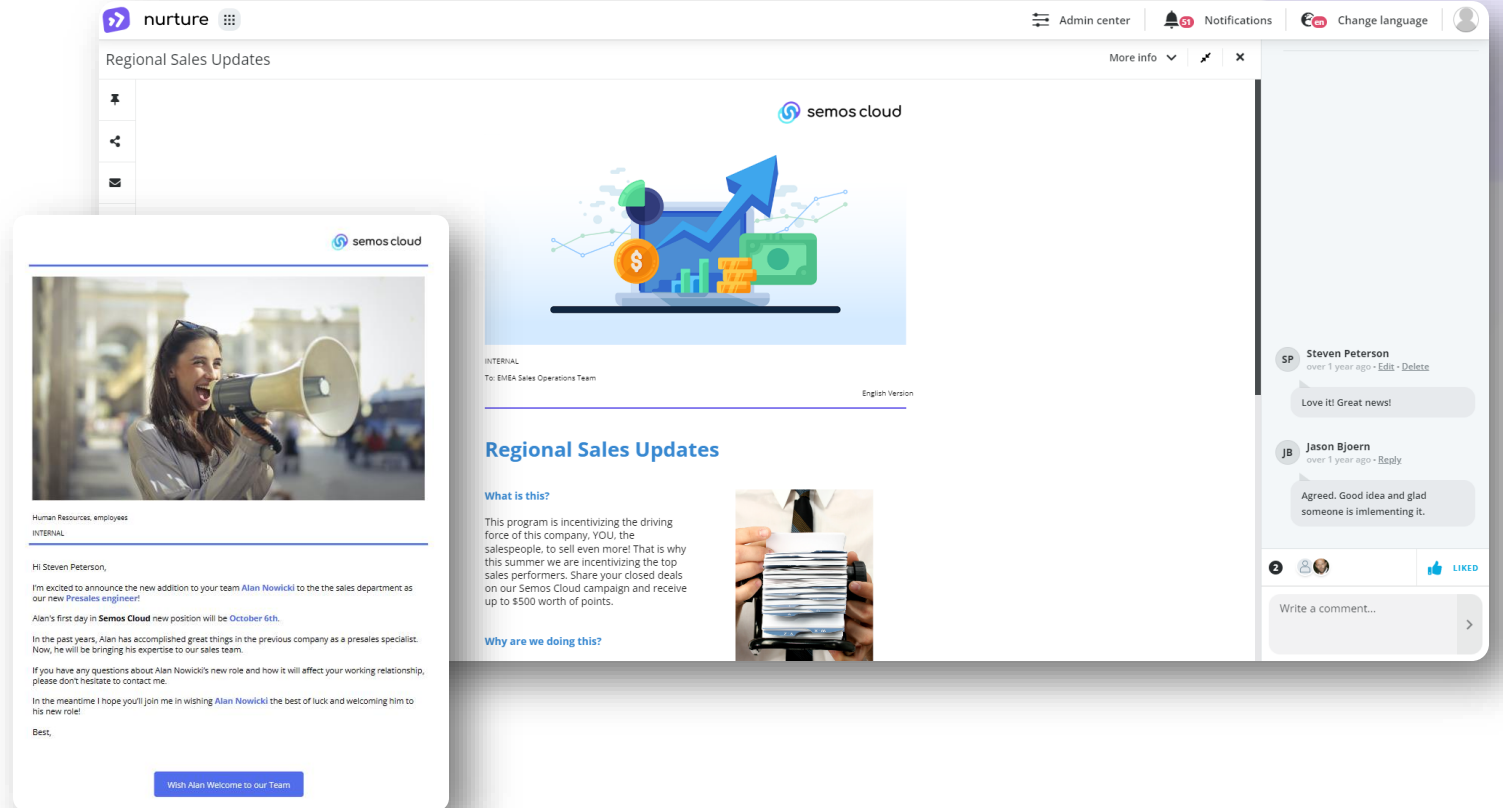 nurture
Admin center
51
Notifications
en
Change language
Regional Sales Updates
More info
semos cloud
$
INTERNAL
To: EMEA Sales Operations Team
English Version
Regional Sales Updates
What is this?
This program is incentivizing the driving
force of this company, YOU, the
salespeople, to sell even more! That is why
this summer we are incentivizing the top
sales performers. Share your closed deals
on our Semos Cloud campaign and receive
up to $500 worth of points.
Why are we doing this?
SP
Steven Peterson
over 1 year ago - Edit - Delete
Love it! Great news!
JB
Jason Bjoern
over 1 year ago - Reply
Agreed. Good idea and glad
someone is imlementing it.
2
LIKED
Write a comment...
semos cloud
Human Resources, employees
INTERNAL
Hi Steven Peterson,
I'm excited to announce the new addition to your team Alan Nowicki to the the sales department as
our new Presales engineer!
Alan's first day in Semos Cloud new position will be October 6th.
In the past years, Alan has accomplished great things in the previous company as a presales specialist.
Now, he will be bringing his expertise to our sales team.
If you have any questions about Alan Nowicki's new role and how it will affect your working relationship,
please don't hesitate to contact me.
In the meantime I hope you'll join me in wishing Alan Nowicki the best of luck and welcoming him to
his new role!
Best,
Wish Alan Welcome to our Team